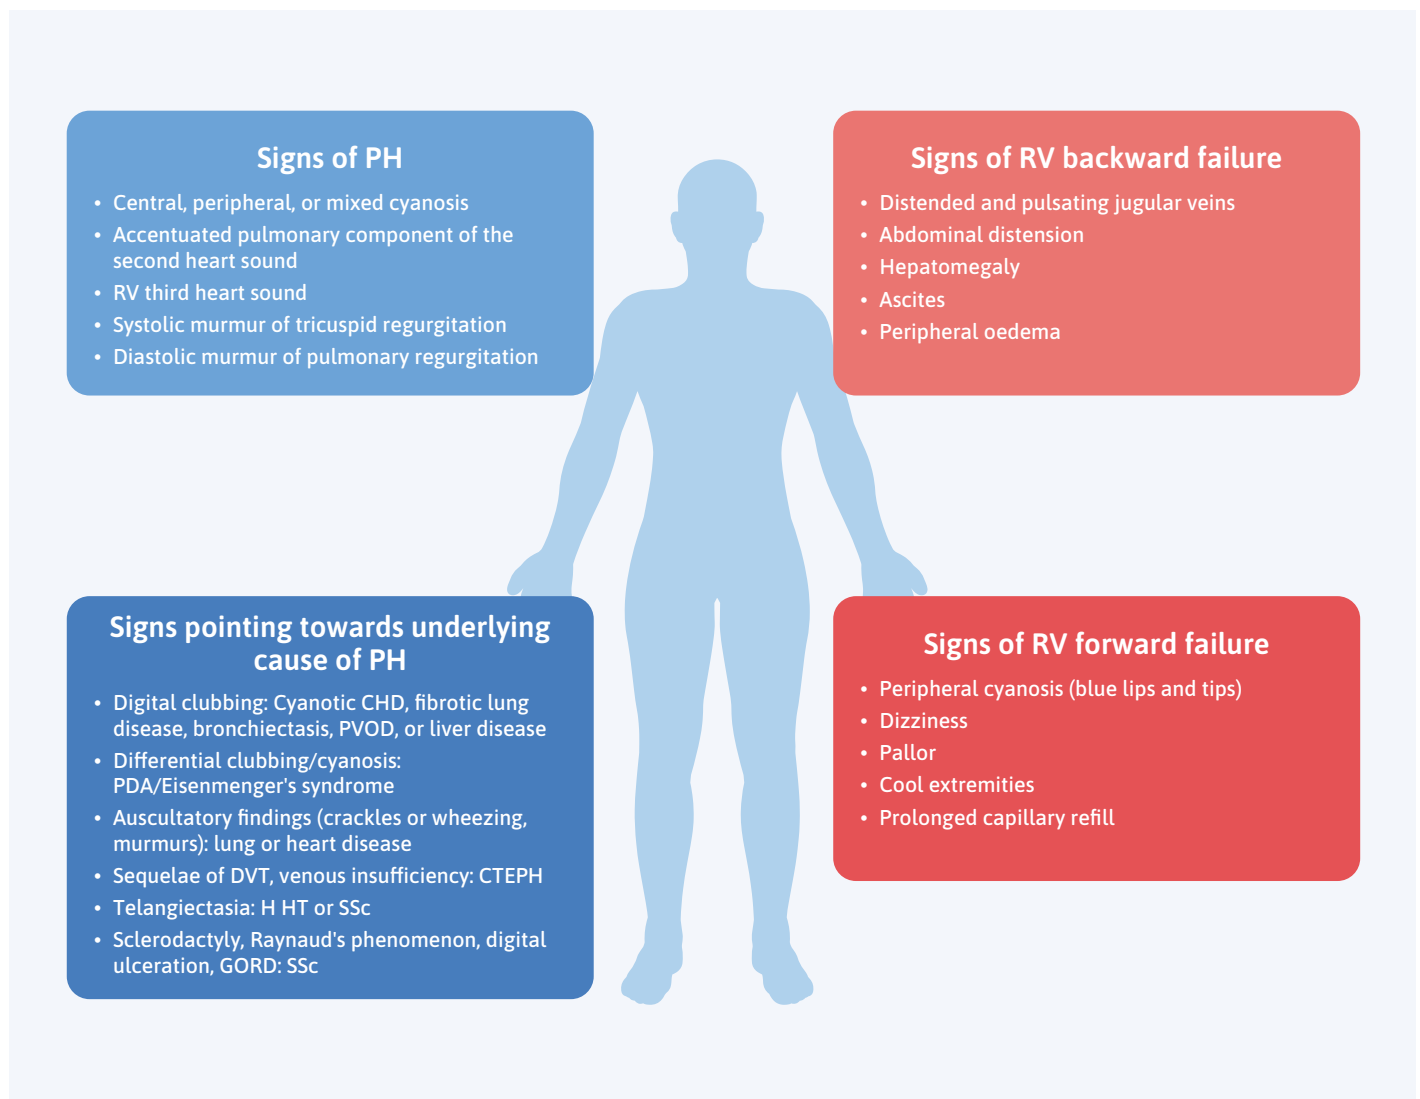 Signs of PH
• Central, peripheral, or mixed cyanosis
• Accentuated pulmonary component of the
second heart sound
• RV third heart sound
• Systolic murmur of tricuspid regurgitation
• Diastolic murmur of pulmonary regurgitation
Signs of RV backward failure
• Distended and pulsating jugular veins
• Abdominal distension
• Hepatomegaly
• Ascites
• Peripheral oedema
Signs pointing towards underlying
cause of PH
• Digital clubbing: Cyanotic CHD, fibrotic lung
disease, bronchiectasis, PVOD, or liver disease
• Differential clubbing/cyanosis:
PDA/Eisenmenger's syndrome
• Auscultatory findings (crackles or wheezing,
murmurs): lung or heart disease
• Sequelae of DVT, venous insufficiency: CTEPH
• Telangiectasia: H HT or SSc
• Sclerodactyly, Raynaud's phenomenon, digital
ulceration, GORD: SSc
Signs of RV forward failure
• Peripheral cyanosis (blue lips and tips)
• Dizziness
• Pallor
• Cool extremities
• Prolonged capillary refill